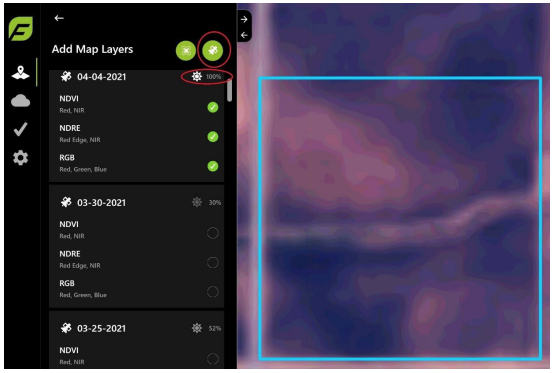 Add Map Layers
04-04-2021 100%
NDVI
Red, NIR
NDRE
Red Edge, NIR
RGB
Red, Green, Blue
03-30-2021 30%
NDVI
Red, NIR
NDRE
Red Edge, NIR
RGB
Red, Green, Blue
03-25-2021 52%
NDVI
Red, NIR